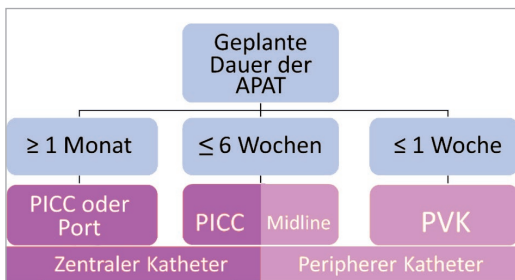 Geplante
Dauer der
APAT
≥ 1 Monat
≤ 6 Wochen
≤ 1 Woche
PICC oder
Port
PICC
Midline
PVK
Zentraler Katheter
Peripherer Katheter